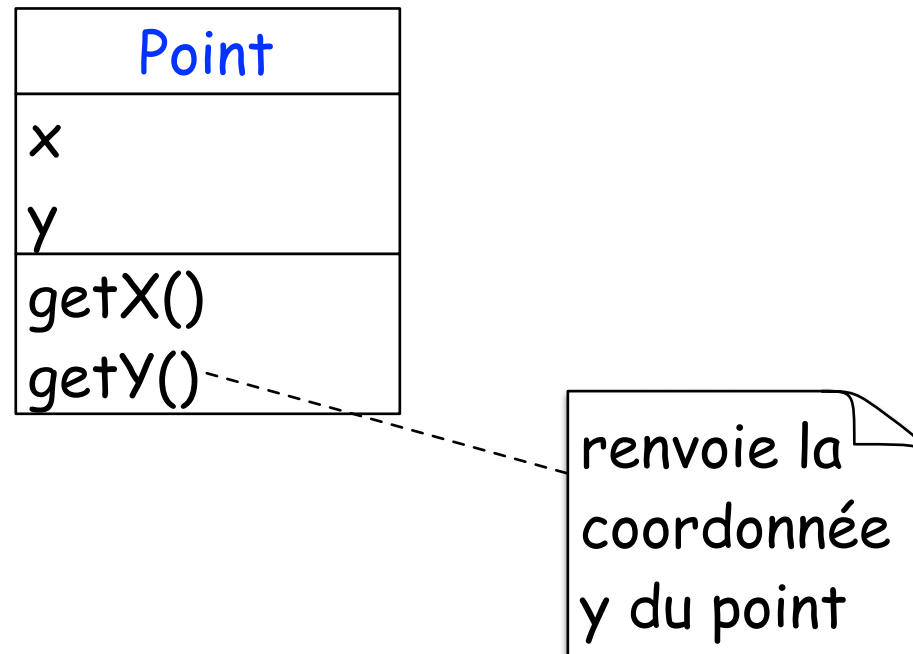 Point
x
y
getX()
getY()
renvoie la
coordonnée
y du point